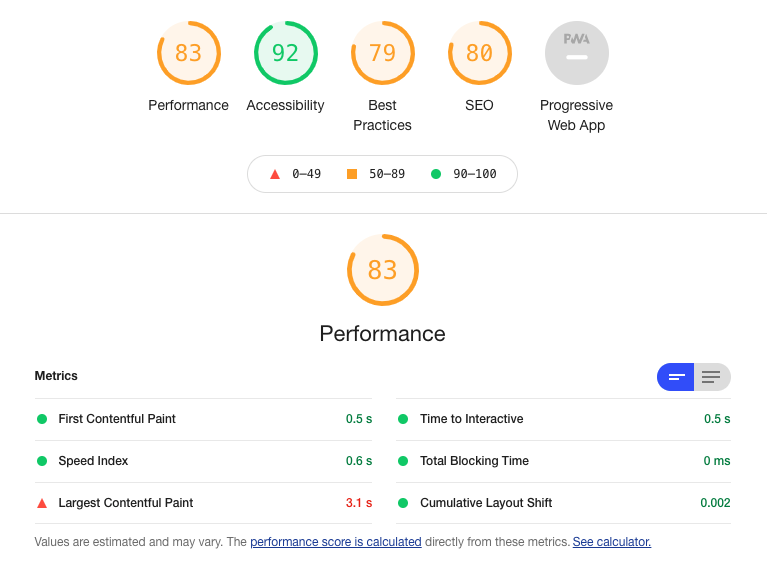 83 92 79 80 PWA
Performance Accessibility Best Practices SEO Progressive Web App
0–49 50–89 90–100
83
Performance
Metrics
First Contentful Paint 0.5 s
Time to Interactive 0.5 s
Speed Index 0.6 s
Total Blocking Time 0 ms
Largest Contentful Paint 3.1 s
Cumulative Layout Shift 0.002
Values are estimated and may vary. The performance score is calculated directly from these metrics. See calculator.